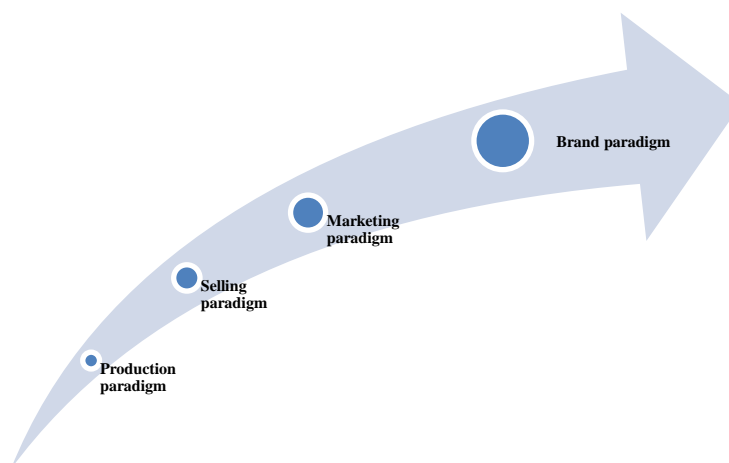 Brand paradigm
Marketing
paradigm
Selling
paradigm
Production
paradigm